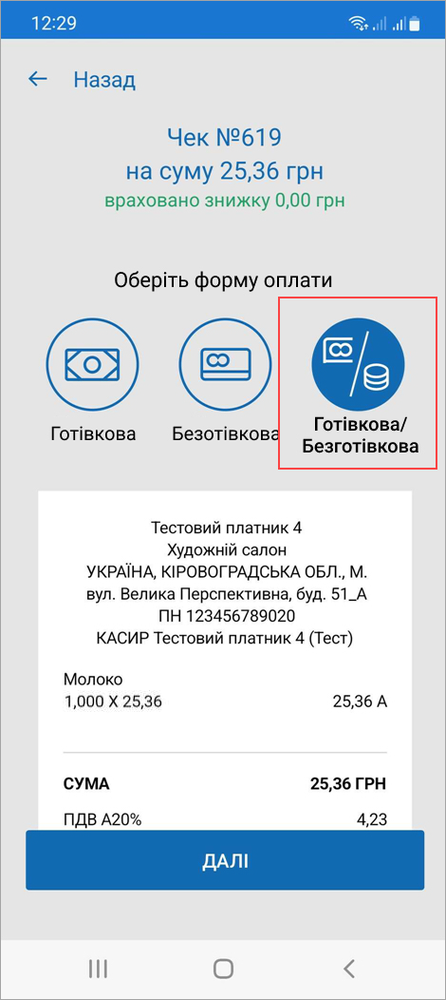 12:29
Назад
Чек №619
на суму 25,36 грн
враховано знижку 0,00 грн
Оберіть форму оплати
Готівкова
Безотівкова
Готівкова/
Безготівкова
Тестовий платник 4
Художній салон
УКРАЇНА, КІРОВОГРАДСЬКА ОБЛ., М.
вул. Велика Перспективна, буд. 51_А
ПН 123456789020
КАСИР Тестовий платник 4 (Тест)
Молоко
1,000 X 25,36 25,36 А
СУМА 25,36 ГРН
ПДВ А20% 4,23
ДАЛІ